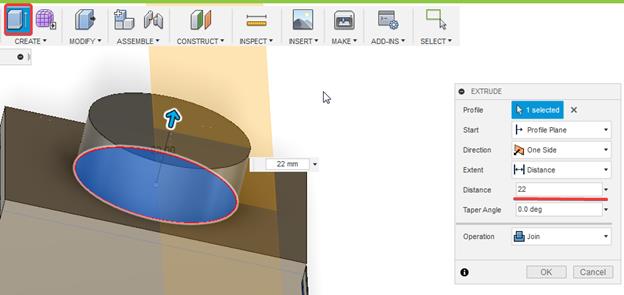 CREATE ▾ MODIFY ▾ ASSEMBLE ▾ CONSTRUCT ▾ INSPECT ▾ INSERT ▾ MAKE ▾ ADD-INS ▾ SELECT ▾
EXTRUDE
Profile 1 selected
Start Profile Plane
Direction One Side
Extent Distance
Distance 22
Taper Angle 0.0 deg
Operation Join
OK Cancel
22 mm